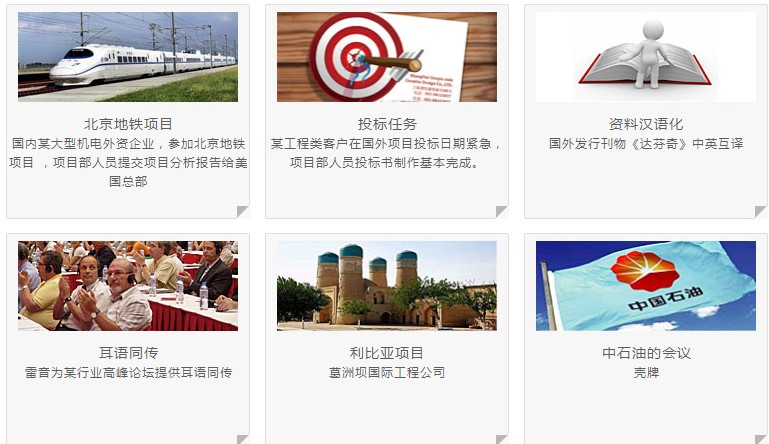 北京地铁项目
国内某大型机电外资企业，参加北京地铁
项目 ，项目部人员提交项目分析报告给美
国总部
投标任务
某工程类客户在国外项目投标日期紧急，
项目部人员投标书制作基本完成。
资料汉语化
国外发行刊物《达芬奇》中英互译
中国石油
耳语同传
雷音为某行业高峰论坛提供耳语同传
利比亚项目
葛洲坝国际工程公司
中石油的会议
壳牌